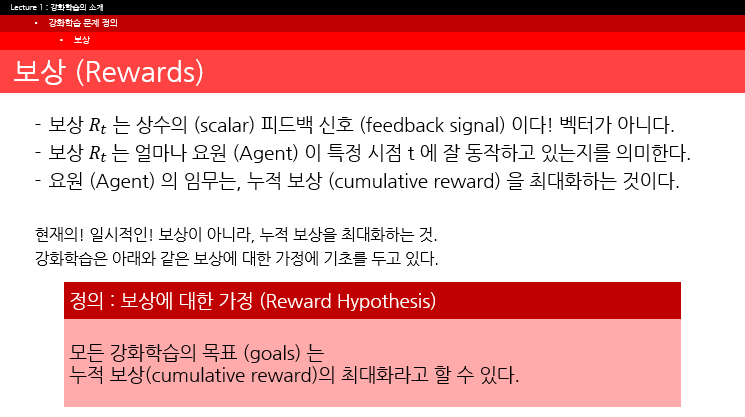 Lecture 1 : 강화학습의 소개
• 강화학습 문제 정의
• 보상
보상 (Rewards)
- 보상 R_t 는 상수의 (scalar) 피드백 신호 (feedback signal) 이다! 벡터가 아니다.
- 보상 R_t 는 얼마나 요원 (Agent) 이 특정 시점 t 에 잘 동작하고 있는지를 의미한다.
- 요원 (Agent) 의 임무는, 누적 보상 (cumulative reward) 을 최대화하는 것이다.
현재의! 일시적인! 보상이 아니라, 누적 보상을 최대화하는 것.
강화학습은 아래와 같은 보상에 대한 가정에 기초를 두고 있다.
정의 : 보상에 대한 가정 (Reward Hypothesis)
모든 강화학습의 목표 (goals) 는
누적 보상(cumulative reward)의 최대화라고 할 수 있다.